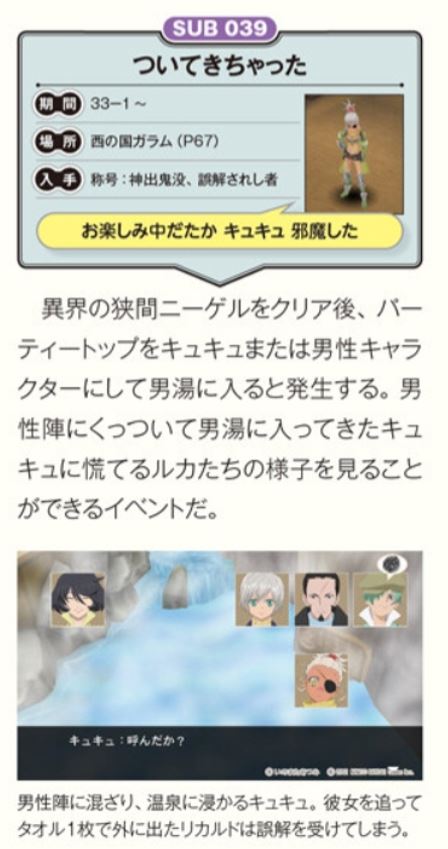 SUB 039
ついてきちゃった
期間 33−1〜
場所 西の国ガラム（P67）
入手 称号：神出鬼没、誤解されし者
お楽しみ中だたか キュキュ 邪魔した
異界の狭間ニーゲルをクリア後、パー
ティートップをキュキュまたは男性キャラ
クターにして男湯に入ると発生する。男
性陣にくっついて男湯に入ってきたキュ
キュに慌てるルカたちの様子を見ること
ができるイベントだ。
キュキュ：呼んだか？
男性陣に混ざり、温泉に浸かるキュキュ。彼女を追って
タオル1枚で外に出たリカルドは誤解を受けてしまう。